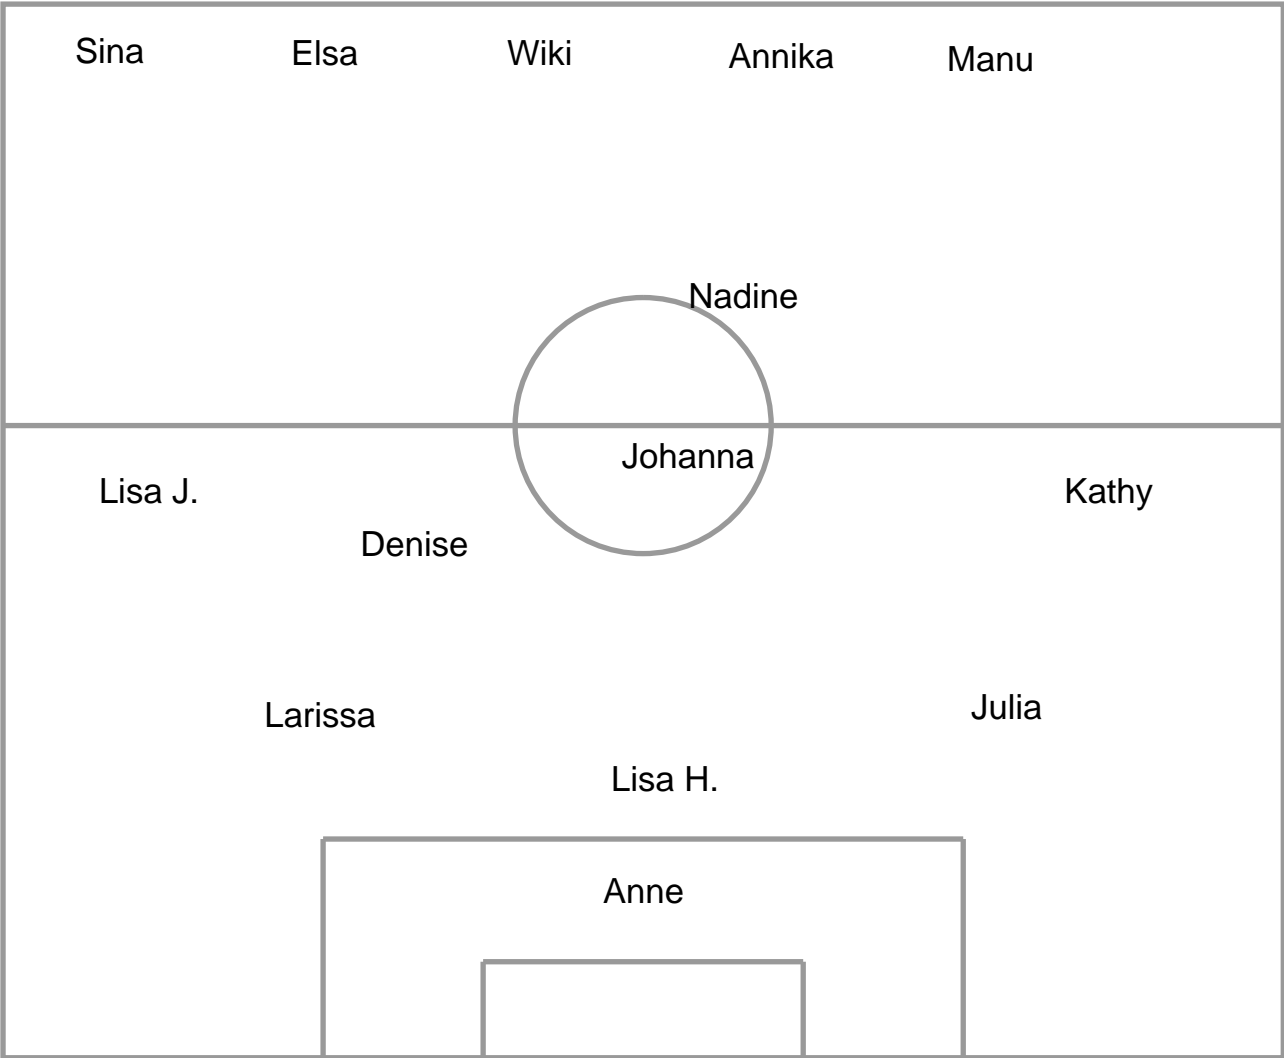 Sina Elsa Wiki Annika Manu
Nadine
Johanna
Lisa J. Kathy
Denise
Larissa Julia
Lisa H.
Anne